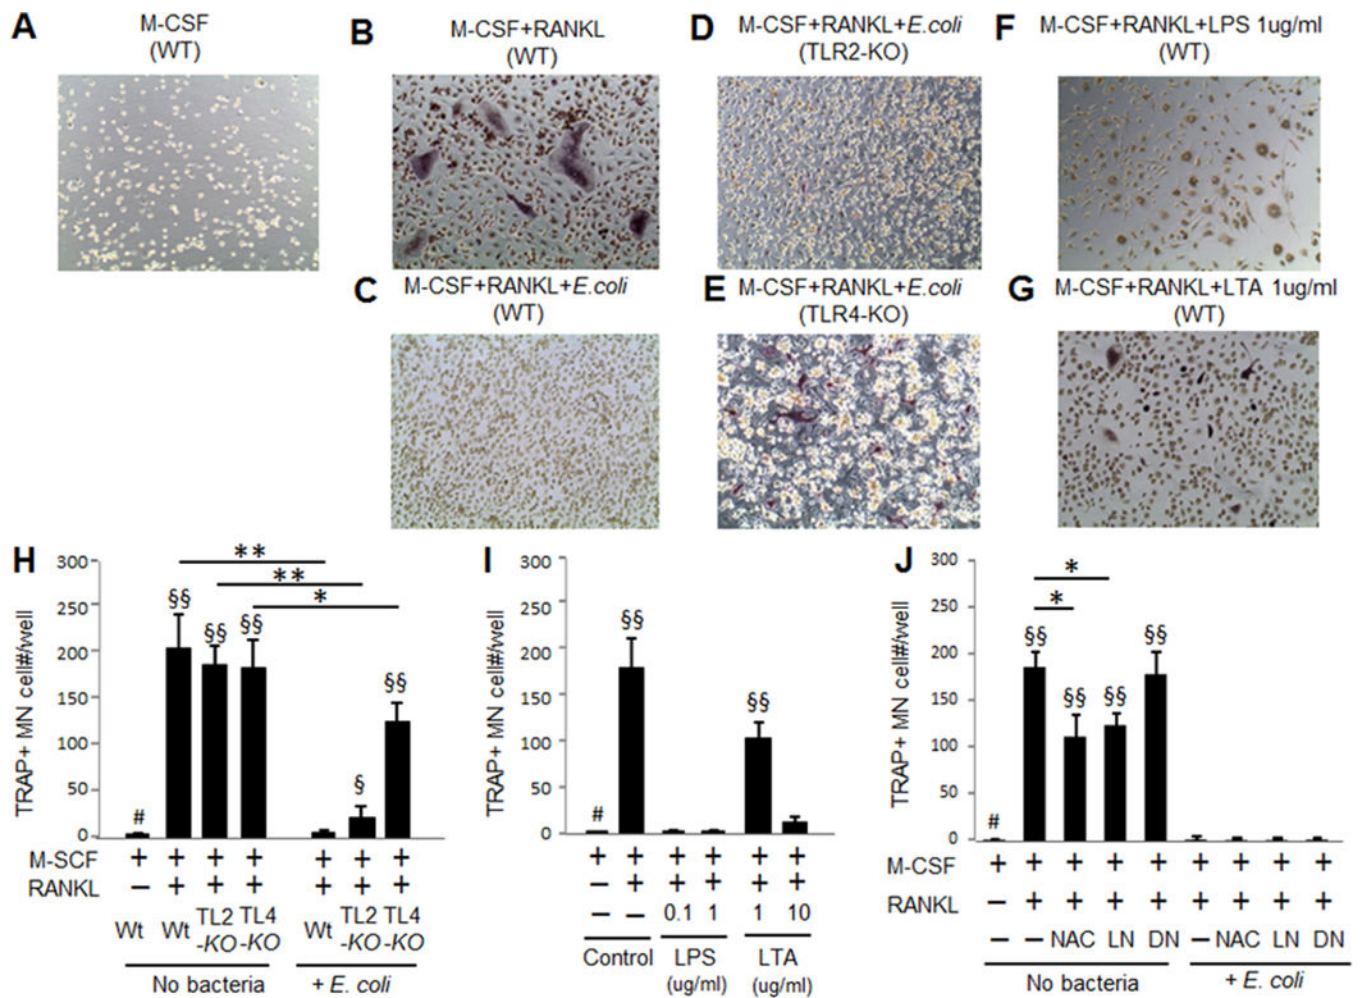 A
M-CSF
(WT)
B
M-CSF+RANKL
(WT)
D
M-CSF+RANKL+E.coli
(TLR2-KO)
F
M-CSF+RANKL+LPS 1ug/ml
(WT)
C
M-CSF+RANKL+E.coli
(WT)
E
M-CSF+RANKL+E.coli
(TLR4-KO)
G
M-CSF+RANKL+LTA 1ug/ml
(WT)
H
TRAP+ MN cell#/well
300
250
200
150
100
50
0
**
**
*
# §§ §§ §§ § §§
M-SCF + + + + + + +
RANKL − + + + + + +
Wt Wt TL2 -KO TL4 -KO Wt TL2 -KO TL4 -KO
No bacteria + E. coli
I
TRAP+ MN cell#/well
300
250
200
150
100
50
0
# §§ §§
+ + + + + +
− + + + + +
− − 0.1 1 1 10
Control LPS LTA
(ug/ml) (ug/ml)
J
TRAP+ MN cell#/well
300
250
200
150
100
50
0
*
*
# §§ §§ §§ §§
M-CSF + + + + + + + + +
RANKL − + + + + + + + +
− − NAC LN DN − NAC LN DN
No bacteria + E. coli